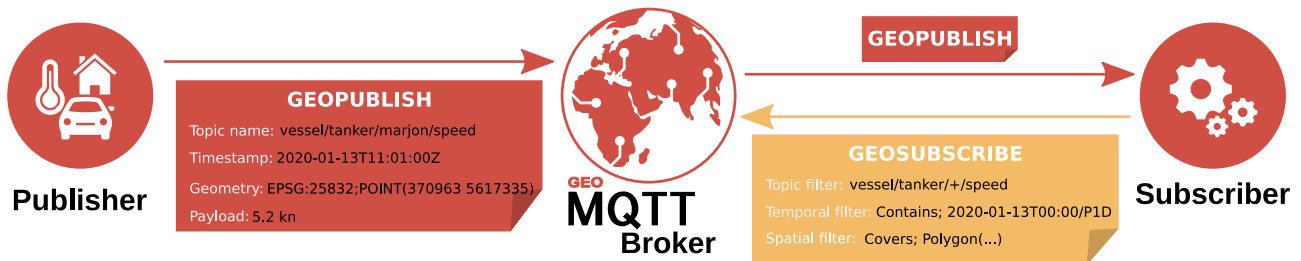 Publisher
GEOPUBLISH
Topic name: vessel/tanker/marjon/speed
Timestamp: 2020-01-13T11:01:00Z
Geometry: EPSG:25832;POINT(370963 5617335)
Payload: 5.2 kn
GEO
MQTT
Broker
GEOPUBLISH
GEOSUBSCRIBE
Topic filter: vessel/tanker/+/speed
Temporal filter: Contains; 2020-01-13T00:00/P1D
Spatial filter: Covers; Polygon(...)
Subscriber